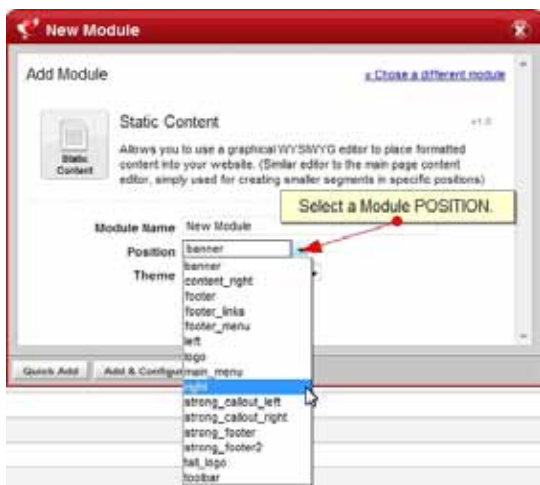 New Module
Add Module
« Chose a different module
Static Content
v1.0
Static
Content
Allows you to use a graphical WYSIWYG editor to place formatted
content into your website. (Similar editor to the main page content
editor, simply used for creating smaller segments in specific positions)
Select a Module POSITION.
Module Name New Module
Position banner
Theme
banner
content_right
footer
footer_links
footer_menu
left
logo
main_menu
right
strong_callout_left
strong_callout_right
strong_footer
strong_footer2
tall_logo
toolbar
Quick Add
Add & Configur